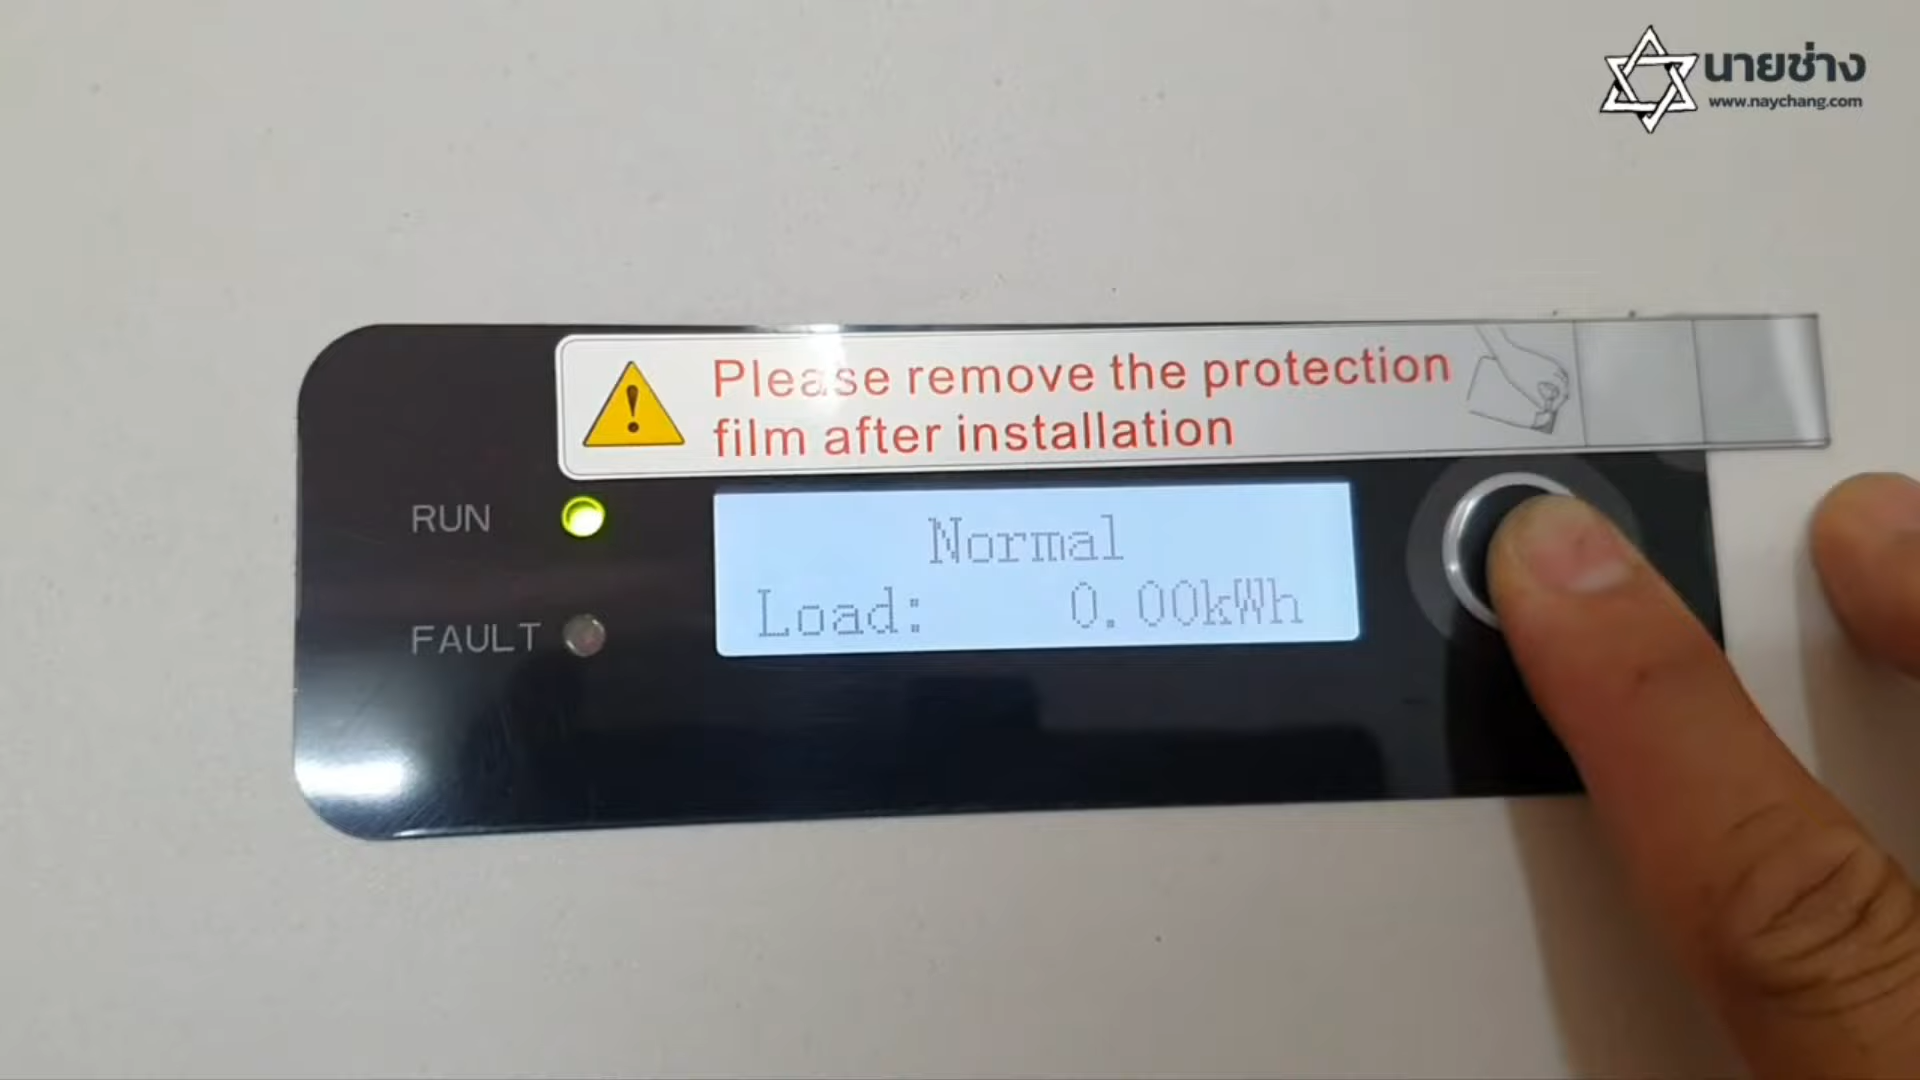 นายช่าง
www.naychang.com
Please remove the protection
film after installation
RUN
Normal
Load: 0.00kWh
FAULT